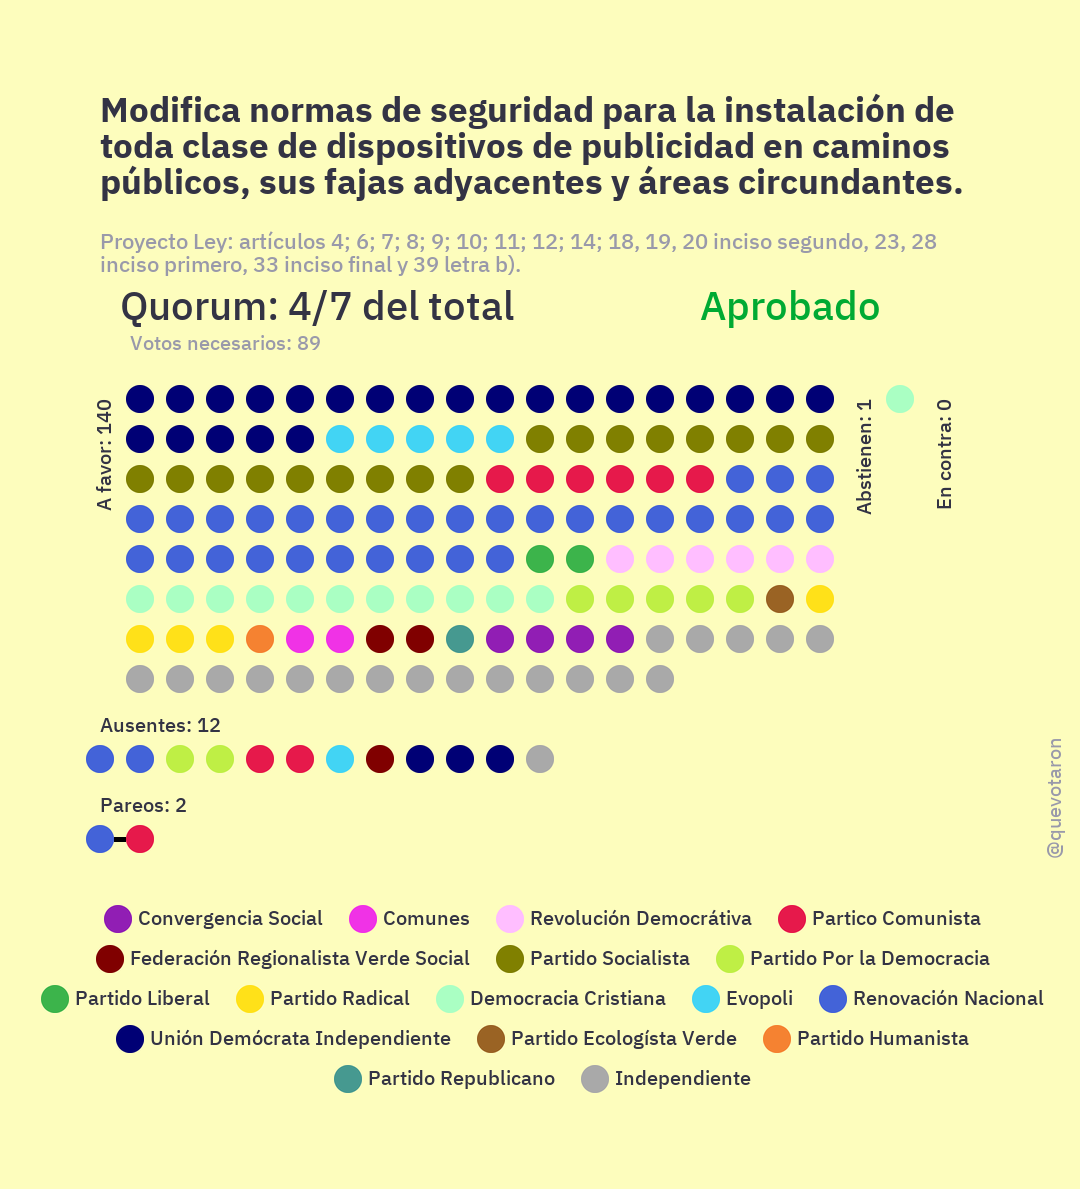 Modifica normas de seguridad para la instalación de
toda clase de dispositivos de publicidad en caminos
públicos, sus fajas adyacentes y áreas circundantes.
Proyecto Ley: artículos 4; 6; 7; 8; 9; 10; 11; 12; 14; 18, 19, 20 inciso segundo, 23, 28
inciso primero, 33 inciso final y 39 letra b).
Quorum: 4/7 del total
Aprobado
Votos necesarios: 89
A favor: 140
Abstienen: 1
En contra: 0
Ausentes: 12
Pareos: 2
@quevotaron
Convergencia Social
Comunes
Revolución Democrátiva
Partico Comunista
Federación Regionalista Verde Social
Partido Socialista
Partido Por la Democracia
Partido Liberal
Partido Radical
Democracia Cristiana
Evopoli
Renovación Nacional
Unión Demócrata Independiente
Partido Ecologísta Verde
Partido Humanista
Partido Republicano
Independiente